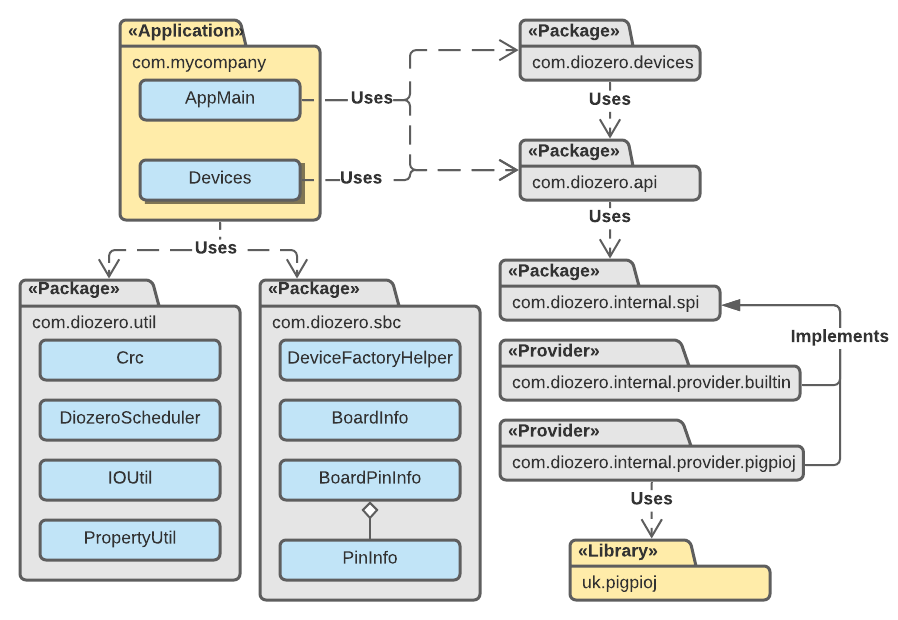 «Application»
com.mycompany
AppMain
Devices
Uses
Uses
Uses
«Package»
com.diozero.util
Crc
DiozeroScheduler
IOUtil
PropertyUtil
«Package»
com.diozero.sbc
DeviceFactoryHelper
BoardInfo
BoardPinInfo
PinInfo
«Package»
com.diozero.devices
Uses
«Package»
com.diozero.api
Uses
«Package»
com.diozero.internal.spi
Implements
«Provider»
com.diozero.internal.provider.builtin
«Provider»
com.diozero.internal.provider.pigpioj
Uses
«Library»
uk.pigpioj